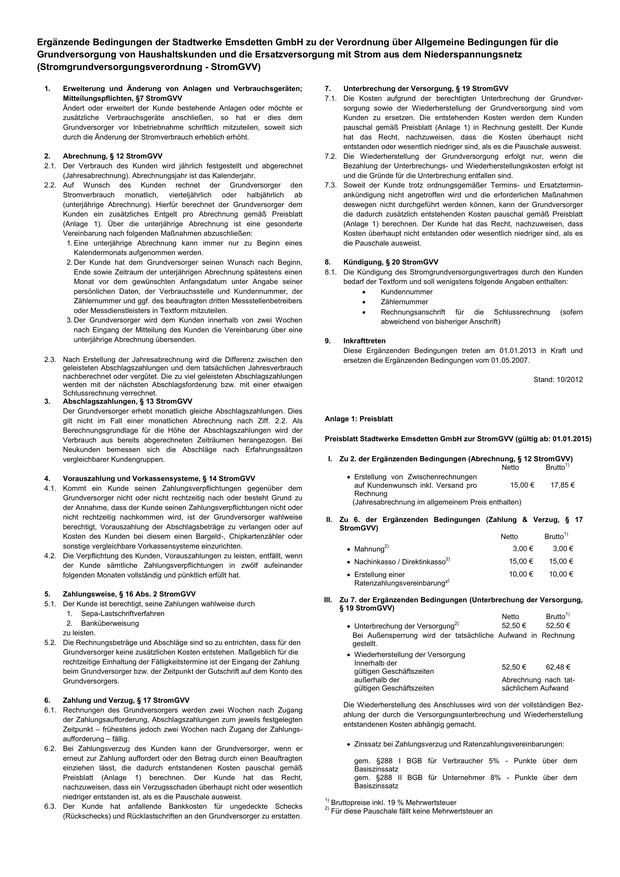 Ergänzende Bedingungen der Stadtwerke Emsdetten GmbH zu der Verordnung über Allgemeine Bedingungen für die
Grundversorgung von Haushaltskunden und die Ersatzversorgung mit Strom aus dem Niederspannungsnetz
(Stromgrundversorgungsverordnung - StromGVV)
1. Erweiterung und Änderung von Anlagen und Verbrauchsgeräten;
Mitteilungspflichten, §7 StromGVV
Ändert oder erweitert der Kunde bestehende Anlagen oder möchte er
zusätzliche Verbrauchsgeräte anschließen, so hat er dies dem
Grundversorger vor Inbetriebnahme schriftlich mitzuteilen, soweit sich
durch die Änderung der Stromverbrauch erheblich erhöht.
2. Abrechnung, § 12 StromGVV
2.1. Der Verbrauch des Kunden wird jährlich festgestellt und abgerechnet
(Jahresabrechnung). Abrechnungsjahr ist das Kalenderjahr.
2.2. Auf Wunsch des Kunden rechnet der Grundversorger den
Stromverbrauch monatlich, vierteljährlich oder halbjährlich ab
(unterjährige Abrechnung). Hierfür berechnet der Grundversorger dem
Kunden ein zusätzliches Entgelt pro Abrechnung gemäß Preisblatt
(Anlage 1). Über die unterjährige Abrechnung ist eine gesonderte
Vereinbarung nach folgenden Maßnahmen abzuschließen:
1. Eine unterjährige Abrechnung kann immer nur zu Beginn eines
Kalendermonats aufgenommen werden.
2. Der Kunde hat dem Grundversorger seinen Wunsch nach Beginn,
Ende sowie Zeitraum der unterjährigen Abrechnung spätestens einen
Monat vor dem gewünschten Anfangsdatum unter Angabe seiner
persönlichen Daten, der Verbrauchsstelle und Kundennummer, der
Zählernummer und ggf. des beauftragten dritten Messstellenbetreibers
oder Messdienstleisters in Textform mitzuteilen.
3. Der Grundversorger wird dem Kunden innerhalb von zwei Wochen
nach Eingang der Mitteilung des Kunden die Vereinbarung über eine
unterjährige Abrechnung übersenden.
2.3. Nach Erstellung der Jahresabrechnung wird die Differenz zwischen den
geleisteten Abschlagszahlungen und dem tatsächlichen Jahresverbrauch
nachberechnet oder vergütet. Die zu viel geleisteten Abschlagszahlungen
werden mit der nächsten Abschlagsforderung bzw. mit einer etwaigen
Schlussrechnung verrechnet.
3. Abschlagszahlungen, § 13 StromGVV
Der Grundversorger erhebt monatlich gleiche Abschlagszahlungen. Dies
gilt nicht im Fall einer monatlichen Abrechnung nach Ziff. 2.2. Als
Berechnungsgrundlage für die Höhe der Abschlagszahlungen wird der
Verbrauch aus bereits abgerechneten Zeiträumen herangezogen. Bei
Neukunden bemessen sich die Abschläge nach Erfahrungssätzen
vergleichbarer Kundengruppen.
4. Vorauszahlung und Vorkassensysteme, § 14 StromGVV
4.1. Kommt ein Kunde seinen Zahlungsverpflichtungen gegenüber dem
Grundversorger nicht oder nicht rechtzeitig nach oder besteht Grund zu
der Annahme, dass der Kunde seinen Zahlungsverpflichtungen nicht oder
nicht rechtzeitig nachkommen wird, ist der Grundversorger wahlweise
berechtigt, Vorauszahlung der Abschlagsbeträge zu verlangen oder auf
Kosten des Kunden bei diesem einen Bargeld-, Chipkartenzähler oder
sonstige vergleichbare Vorkassensysteme einzurichten.
4.2. Die Verpflichtung des Kunden, Vorauszahlungen zu leisten, entfällt, wenn
der Kunde sämtliche Zahlungsverpflichtungen in zwölf aufeinander
folgenden Monaten vollständig und pünktlich erfüllt hat.
5. Zahlungsweise, § 16 Abs. 2 StromGVV
5.1. Der Kunde ist berechtigt, seine Zahlungen wahlweise durch
1. Sepa-Lastschriftverfahren
2. Banküberweisung
zu leisten.
5.2. Die Rechnungsbeträge und Abschläge sind so zu entrichten, dass für den
Grundversorger keine zusätzlichen Kosten entstehen. Maßgeblich für die
rechtzeitige Einhaltung der Fälligkeitstermine ist der Eingang der Zahlung
beim Grundversorger bzw. der Zeitpunkt der Gutschrift auf dem Konto des
Grundversorgers.
6. Zahlung und Verzug, § 17 StromGVV
6.1. Rechnungen des Grundversorgers werden zwei Wochen nach Zugang
der Zahlungsaufforderung, Abschlagszahlungen zum jeweils festgelegten
Zeitpunkt – frühestens jedoch zwei Wochen nach Zugang der Zahlungs-
aufforderung – fällig.
6.2. Bei Zahlungsverzug des Kunden kann der Grundversorger, wenn er
erneut zur Zahlung auffordert oder den Betrag durch einen Beauftragten
einziehen lässt, die dadurch entstandenen Kosten pauschal gemäß
Preisblatt (Anlage 1) berechnen. Der Kunde hat das Recht,
nachzuweisen, dass ein Verzugsschaden überhaupt nicht oder wesentlich
niedriger entstanden ist, als es die Pauschale ausweist.
6.3. Der Kunde hat anfallende Bankkosten für ungedeckte Schecks
(Rückschecks) und Rücklastschriften an den Grundversorger zu erstatten.
7. Unterbrechung der Versorgung, § 19 StromGVV
7.1. Die Kosten aufgrund der berechtigten Unterbrechung der Grundver-
sorgung sowie der Wiederherstellung der Grundversorgung sind vom
Kunden zu ersetzen. Die entstehenden Kosten werden dem Kunden
pauschal gemäß Preisblatt (Anlage 1) in Rechnung gestellt. Der Kunde
hat das Recht, nachzuweisen, dass Kosten überhaupt nicht
entstanden oder wesentlich niedriger sind, als es die Pauschale ausweist.
7.2. Die Wiederherstellung der Grundversorgung erfolgt nur, wenn die
Bezahlung der Unterbrechungs- und Wiederherstellungskosten erfolgt ist
und die Gründe für die Unterbrechung entfallen sind.
7.3. Soweit der Kunde trotz ordnungsgemäßer Termins- und Ersatztermin-
ankündigung nicht angetroffen wird und die erforderlichen Maßnahmen
deswegen nicht durchgeführt werden können, kann der Grundversorger
die dadurch zusätzlich entstehenden Kosten pauschal gemäß Preisblatt
(Anlage 1) berechnen. Der Kunde hat das Recht, nachzuweisen, dass
Kosten überhaupt nicht entstanden oder wesentlich niedriger sind, als es
die Pauschale ausweist.
8. Kündigung, § 20 StromGVV
8.1. Die Kündigung des Stromgrundversorgungsvertrages durch den Kunden
bedarf der Textform und soll wenigstens folgende Angaben enthalten:
• Kundennummer
• Zählernummer
• Rechnungsanschrift für die Schlussrechnung (sofern
abweichend von bisheriger Anschrift)
9. Inkrafttreten
Diese Ergänzenden Bedingungen treten am 01.01.2013 in Kraft und
ersetzen die Ergänzenden Bedingungen vom 01.05.2007.
Stand: 10/2012
Anlage 1: Preisblatt
Preisblatt Stadtwerke Emsdetten GmbH zur StromGVV (gültig ab: 01.01.2015)
I. Zu 2. der Ergänzenden Bedingungen (Abrechnung, § 12 StromGVV)
Netto Brutto1)
• Erstellung von Zwischenrechnungen
auf Kundenwunsch inkl. Versand pro 15,00 € 17,85 €
Rechnung
(Jahresabrechnung im allgemeinem Preis enthalten)
II. Zu 6. der Ergänzenden Bedingungen (Zahlung & Verzug, § 17
StromGVV)
Netto Brutto1)
• Mahnung2) 3,00 € 3,00 €
• Nachinkasso / Direktinkasso2) 15,00 € 15,00 €
• Erstellung einer 10,00 € 10,00 €
Ratenzahlungsvereinbarung2)
III. Zu 7. der Ergänzenden Bedingungen (Unterbrechung der Versorgung,
§ 19 StromGVV)
Netto Brutto1)
• Unterbrechung der Versorgung2) 52,50 € 52,50 €
Bei Außensperrung wird der tatsächliche Aufwand in Rechnung
gestellt.
• Wiederherstellung der Versorgung
Innerhalb der
gültigen Geschäftszeiten 52,50 € 62,48 €
außerhalb der Abrechnung nach tat-
gültigen Geschäftszeiten sächlichem Aufwand
Die Wiederherstellung des Anschlusses wird von der vollständigen Bez-
ahlung der durch die Versorgungsunterbrechung und Wiederherstellung
entstandenen Kosten abhängig gemacht.
• Zinssatz bei Zahlungsverzug und Ratenzahlungsvereinbarungen:
gem. §288 I BGB für Verbraucher 5% - Punkte über dem
Basiszinssatz
gem. §288 II BGB für Unternehmer 8% - Punkte über dem
Basiszinssatz
1) Bruttopreise inkl. 19 % Mehrwertsteuer
2) Für diese Pauschale fällt keine Mehrwertsteuer an